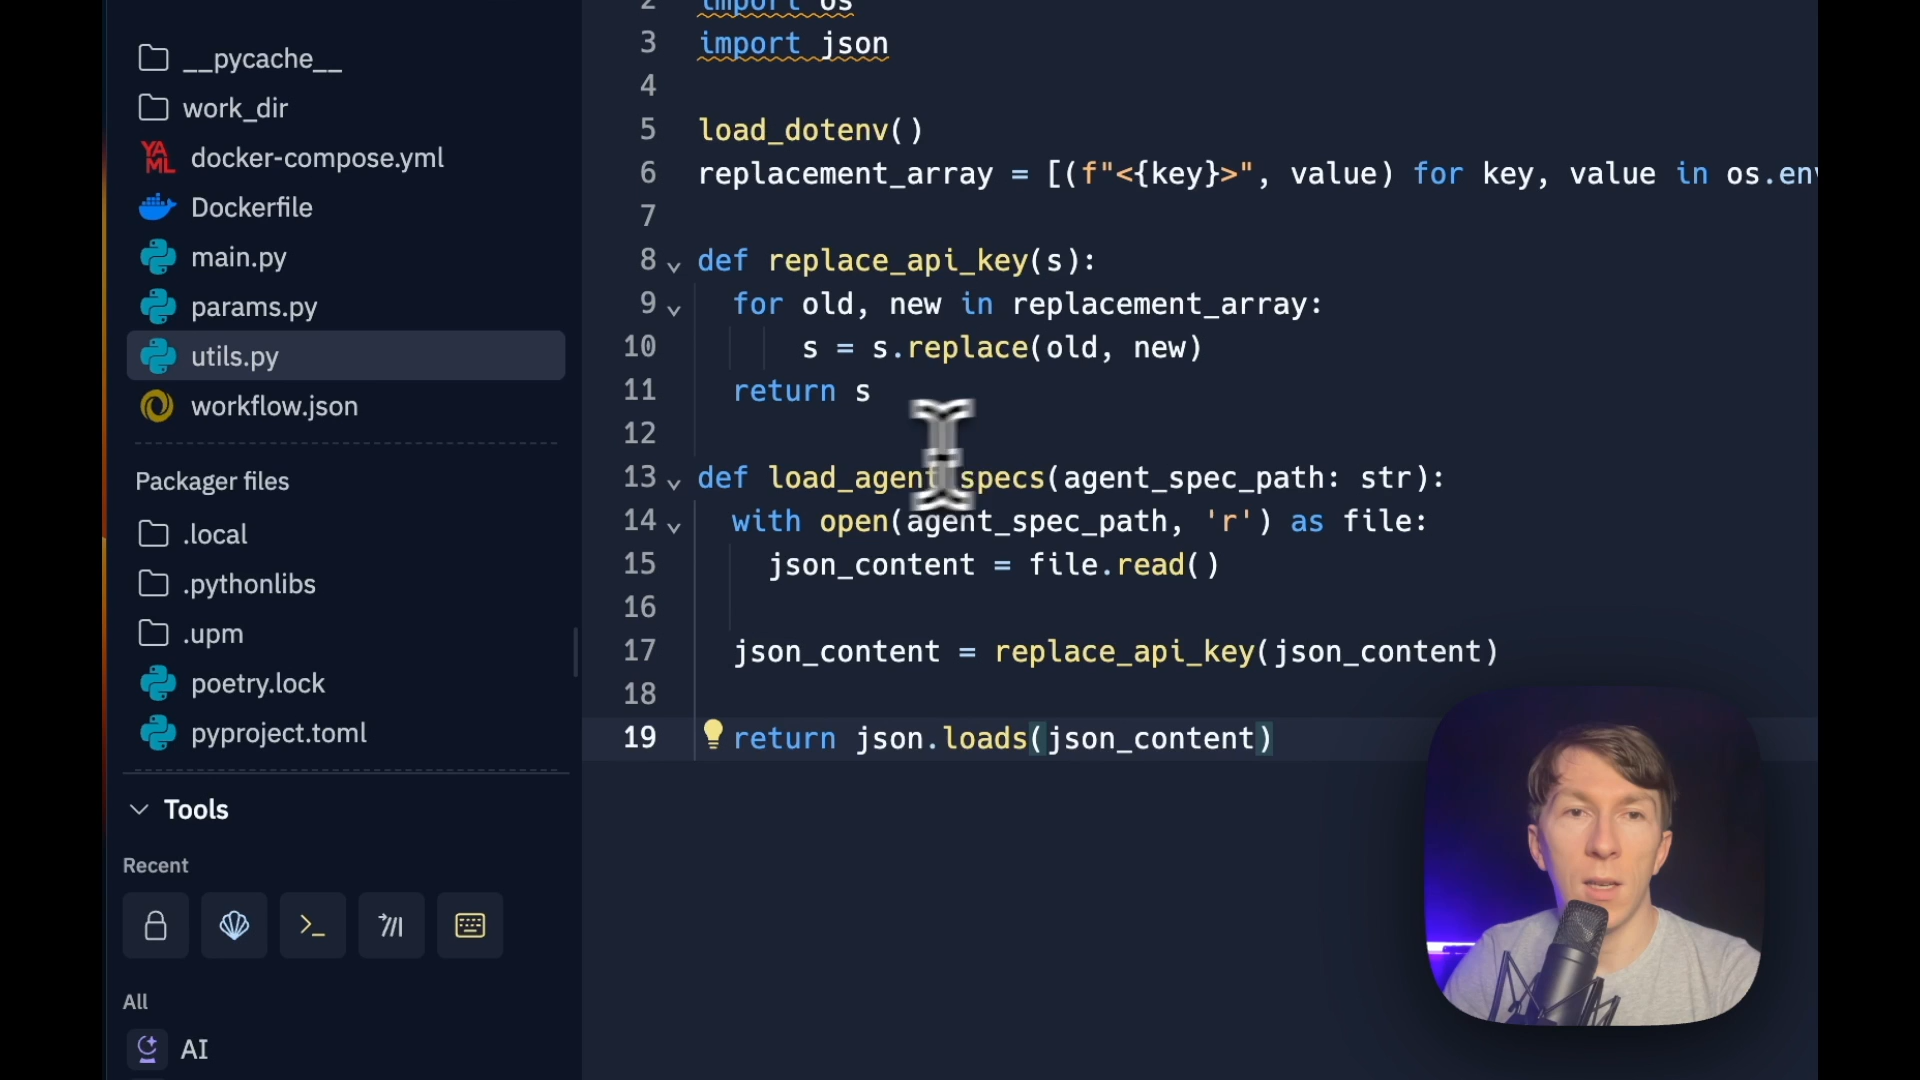 __pycache__
work_dir
docker-compose.yml
Dockerfile
main.py
params.py
utils.py
workflow.json
Packager files
.local
.pythonlibs
.upm
poetry.lock
pyproject.toml
Tools
Recent
All
AI
2 import os
3 import json
4
5 load_dotenv()
6 replacement_array = [(f"<{key}>", value) for key, value in os.env
7
8 def replace_api_key(s):
9 for old, new in replacement_array:
10 s = s.replace(old, new)
11 return s
12
13 def load_agent_specs(agent_spec_path: str):
14 with open(agent_spec_path, 'r') as file:
15 json_content = file.read()
16
17 json_content = replace_api_key(json_content)
18
19 return json.loads(json_content)